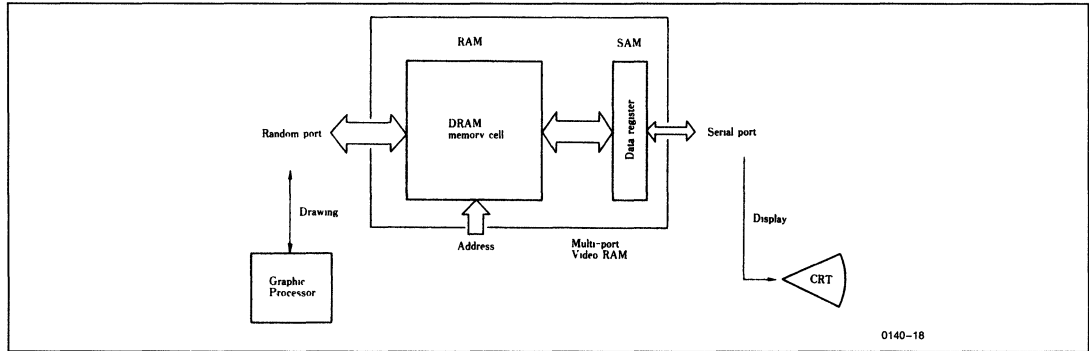 RAM
SAM
Random port
DRAM
memory cell
Data register
Serial port
Drawing
Address
Multi-port
Video RAM
Display
Graphic
Processor
CRT
0140-18